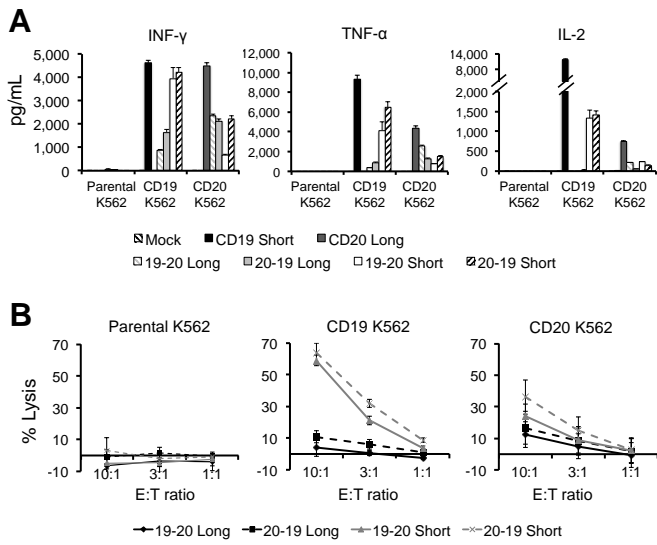 A
INF-γ
TNF-α
IL-2
pg/mL
5,000
4,000
3,000
2,000
1,000
0
12,000
10,000
8,000
6,000
4,000
2,000
0
14,000
8,000
1,500
1,000
500
0
Parental K562
CD19 K562
CD20 K562
Parental K562
CD19 K562
CD20 K562
Parental K562
CD19 K562
CD20 K562
Mock CD19 Short CD20 Long
19-20 Long 20-19 Long 19-20 Short 20-19 Short
B
Parental K562
CD19 K562
CD20 K562
% Lysis
70
50
30
10
-10
70
50
30
10
-10
70
50
30
10
-10
10:1 3:1 1:1
10:1 3:1 1:1
10:1 3:1 1:1
E:T ratio
E:T ratio
E:T ratio
19-20 Long 20-19 Long 19-20 Short 20-19 Short